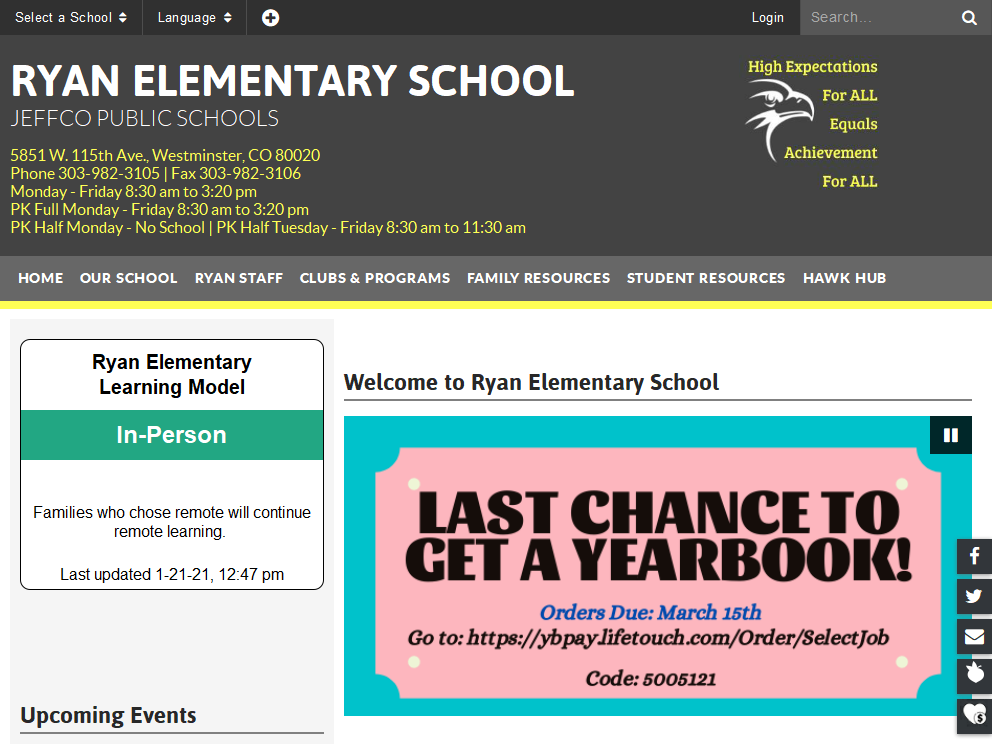 Select a School
Language
Login
Search...
RYAN ELEMENTARY SCHOOL
JEFFCO PUBLIC SCHOOLS
5851 W. 115th Ave., Westminster, CO 80020
Phone 303-982-3105 | Fax 303-982-3106
Monday - Friday 8:30 am to 3:20 pm
PK Full Monday - Friday 8:30 am to 3:20 pm
PK Half Monday - No School | PK Half Tuesday - Friday 8:30 am to 11:30 am
High Expectations
For ALL
Equals
Achievement
For ALL
HOME OUR SCHOOL RYAN STAFF CLUBS & PROGRAMS FAMILY RESOURCES STUDENT RESOURCES HAWK HUB
Ryan Elementary
Learning Model
In-Person
Families who chose remote will continue
remote learning.
Last updated 1-21-21, 12:47 pm
Upcoming Events
Welcome to Ryan Elementary School
LAST CHANCE TO
GET A YEARBOOK!
Orders Due: March 15th
Go to: https://ybpay.lifetouch.com/Order/SelectJob
Code: 5005121